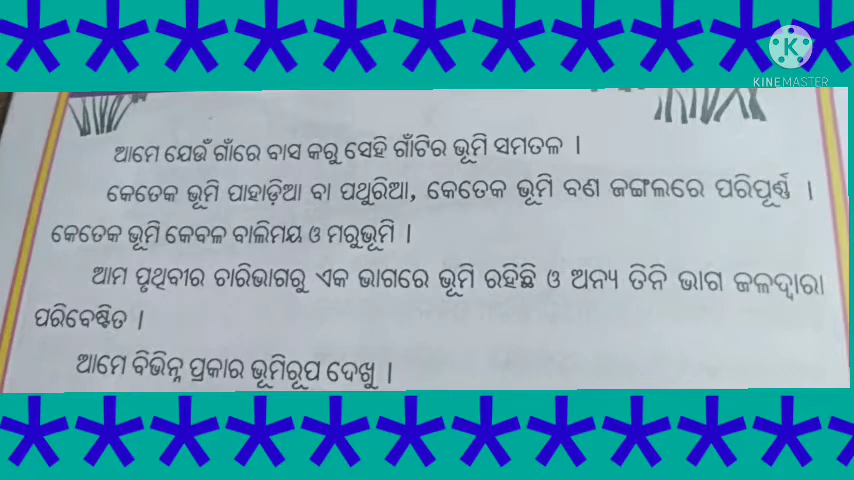 KINEMASTER
ଆମେ ଯେଉଁ ଗାଁରେ ବାସ କରୁ ସେହି ଗାଁଟିର ଭୂମି ସମତଳ ।
କେତେକ ଭୂମି ପାହାଡ଼ିଆ ବା ପଥୁରିଆ, କେତେକ ଭୂମି ବଣ ଜଙ୍ଗଲରେ ପରିପୂର୍ଣ୍ଣ ।
କେତେକ ଭୂମି କେବଳ ବାଲିମୟ ଓ ମରୁଭୂମି ।
ଆମ ପୃଥିବୀର ଚାରିଭାଗରୁ ଏକ ଭାଗରେ ଭୂମି ରହିଛି ଓ ଅନ୍ୟ ତିନି ଭାଗ ଜଳଦ୍ୱାରା
ପରିବେଷ୍ଟିତ ।
ଆମେ ବିଭିନ୍ନ ପ୍ରକାର ଭୂମିରୂପ ଦେଖୁ ।